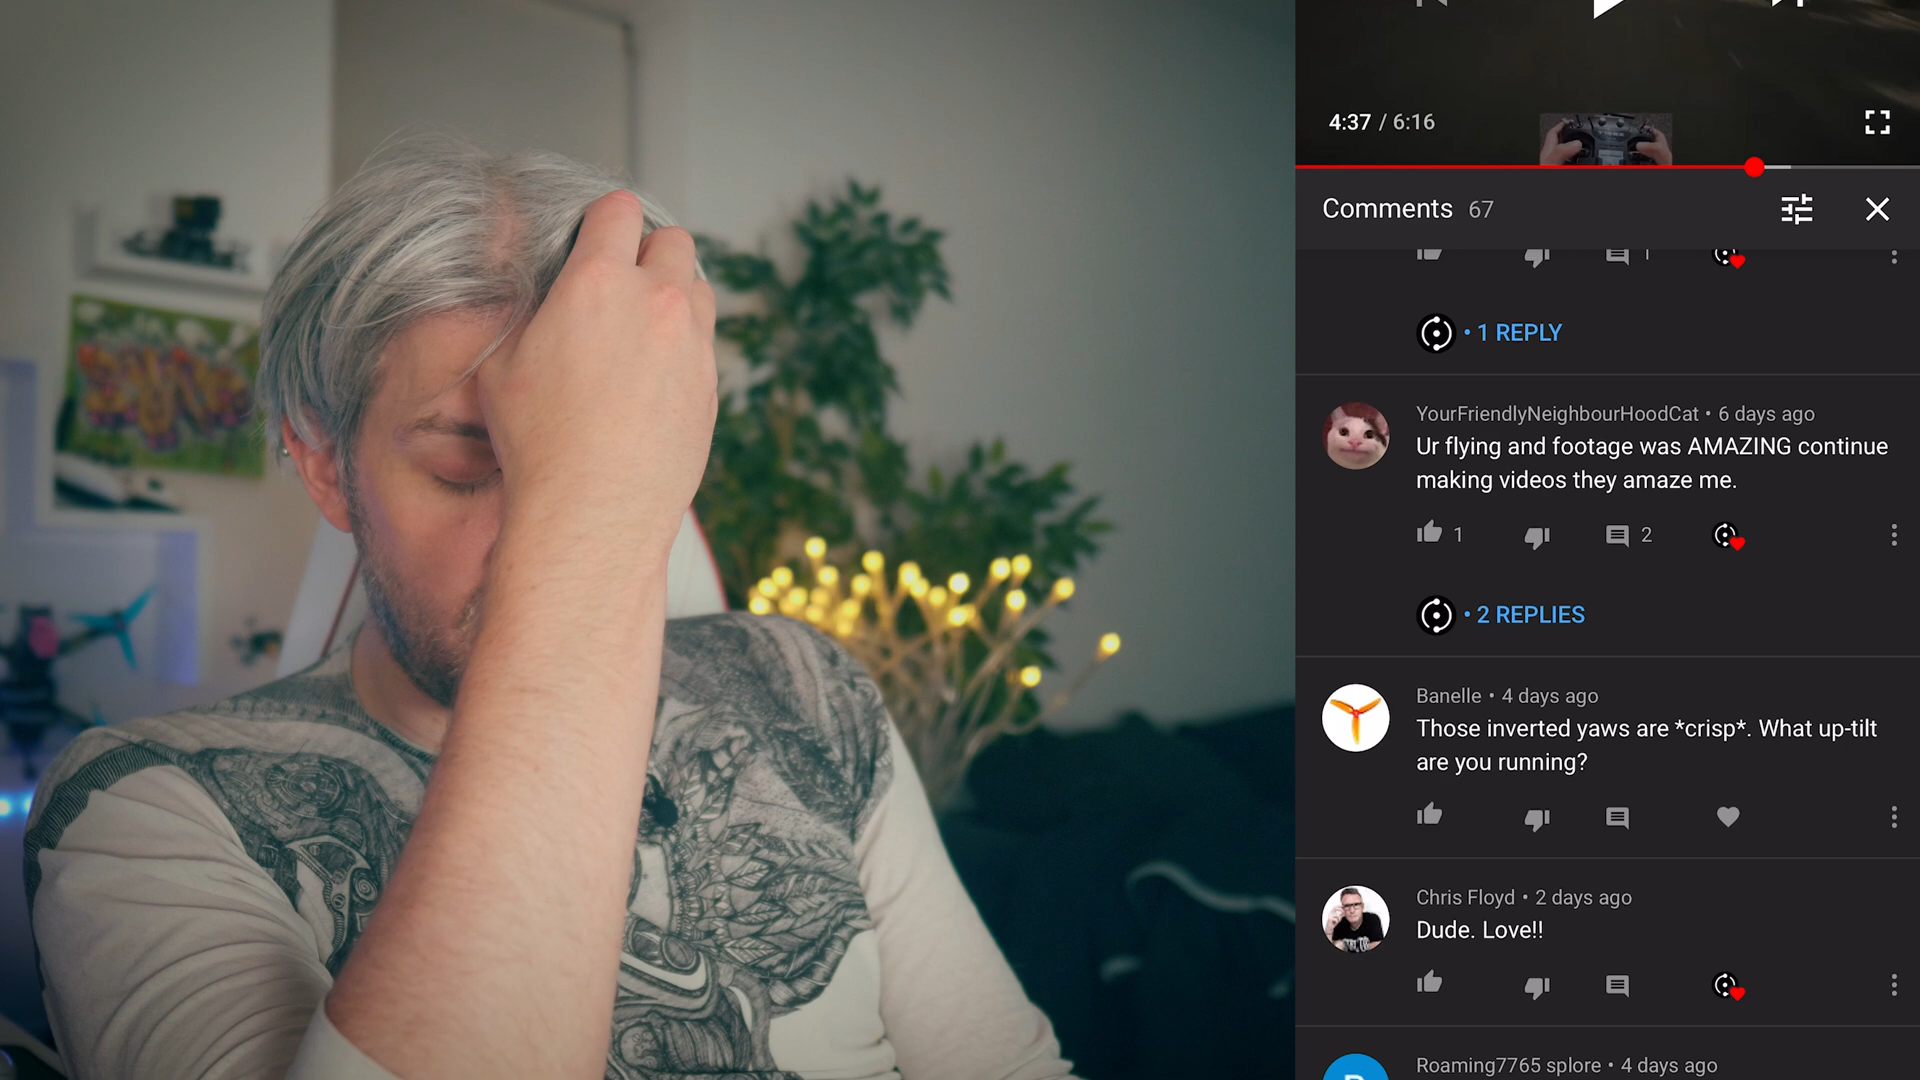 4:37 / 6:16
Comments 67
1
• 1 REPLY
YourFriendlyNeighbourHoodCat • 6 days ago
Ur flying and footage was AMAZING continue
making videos they amaze me.
1 2
• 2 REPLIES
Banelle • 4 days ago
Those inverted yaws are *crisp*. What up-tilt
are you running?
Chris Floyd • 2 days ago
Dude. Love!!
Roaming7765 splore • 4 days ago